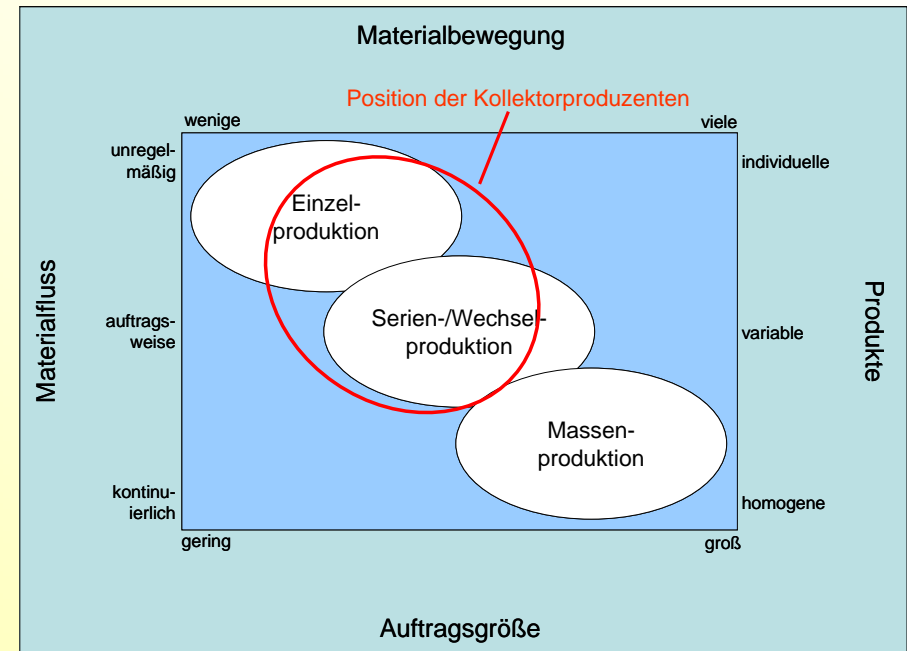 Materialbewegung
Position der Kollektorproduzenten
wenige
viele
unregel-
mäßig
individuelle
Einzel-
produktion
Materialfluss
auftrags-
weise
Serien-/Wechsel-
produktion
variable
Produkte
Massen-
produktion
kontinu-
ierlich
homogene
gering
groß
Auftragsgröße